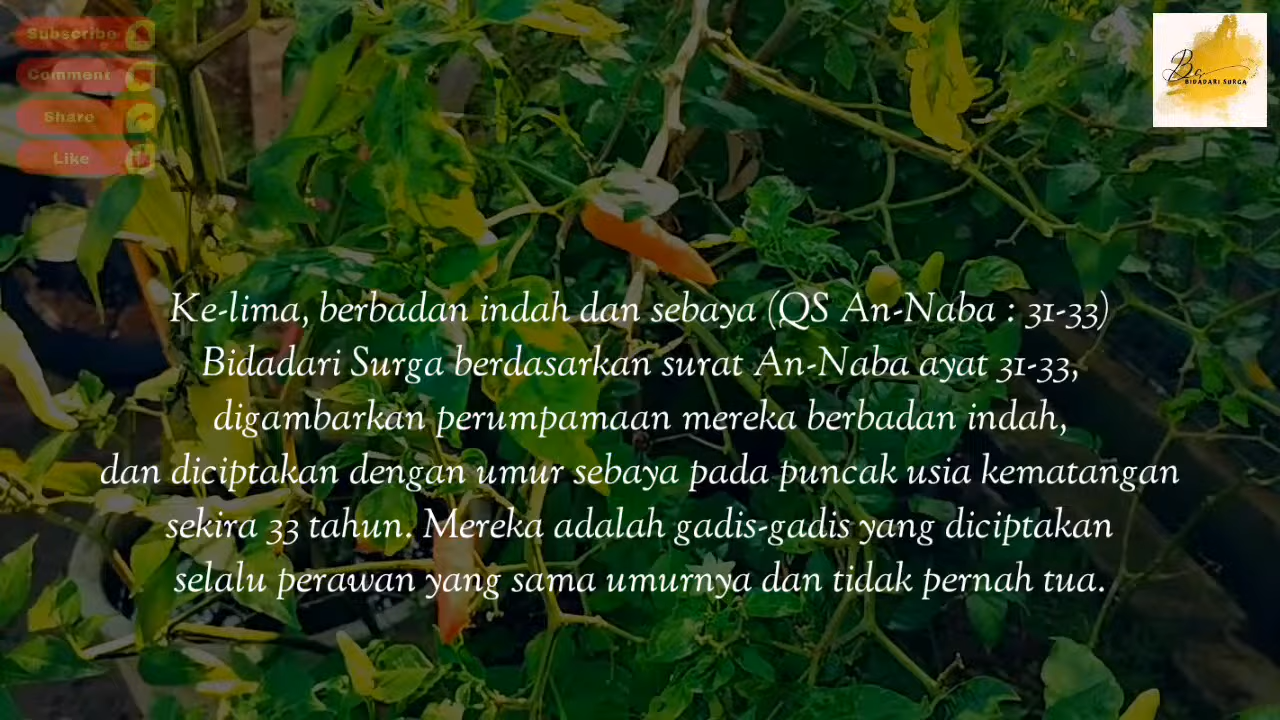 Subscribe
Comment
Share
Like
Bs
BIDADARI SURGA
Ke-lima, berbadan indah dan sebaya (QS An-Naba : 31-33)
Bidadari Surga berdasarkan surat An-Naba ayat 31-33,
digambarkan perumpamaan mereka berbadan indah,
dan diciptakan dengan umur sebaya pada puncak usia kematangan
sekira 33 tahun. Mereka adalah gadis-gadis yang diciptakan
selalu perawan yang sama umurnya dan tidak pernah tua.